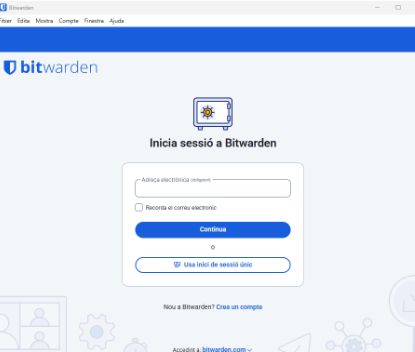 Bitwarden
Fitxer Edita Mostra Compte Finestra Ajuda
bitwarden
Inicia sessió a Bitwarden
Adreça electrònica (obligatori)
Recorda el correu electronic
Continua
o
Usa inici de sessió únic
Nou a Bitwarden? Crea un compte
Accedint a: bitwarden.com